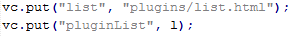 vc.put("list", "plugins/list.html");
vc.put("pluginList", l);